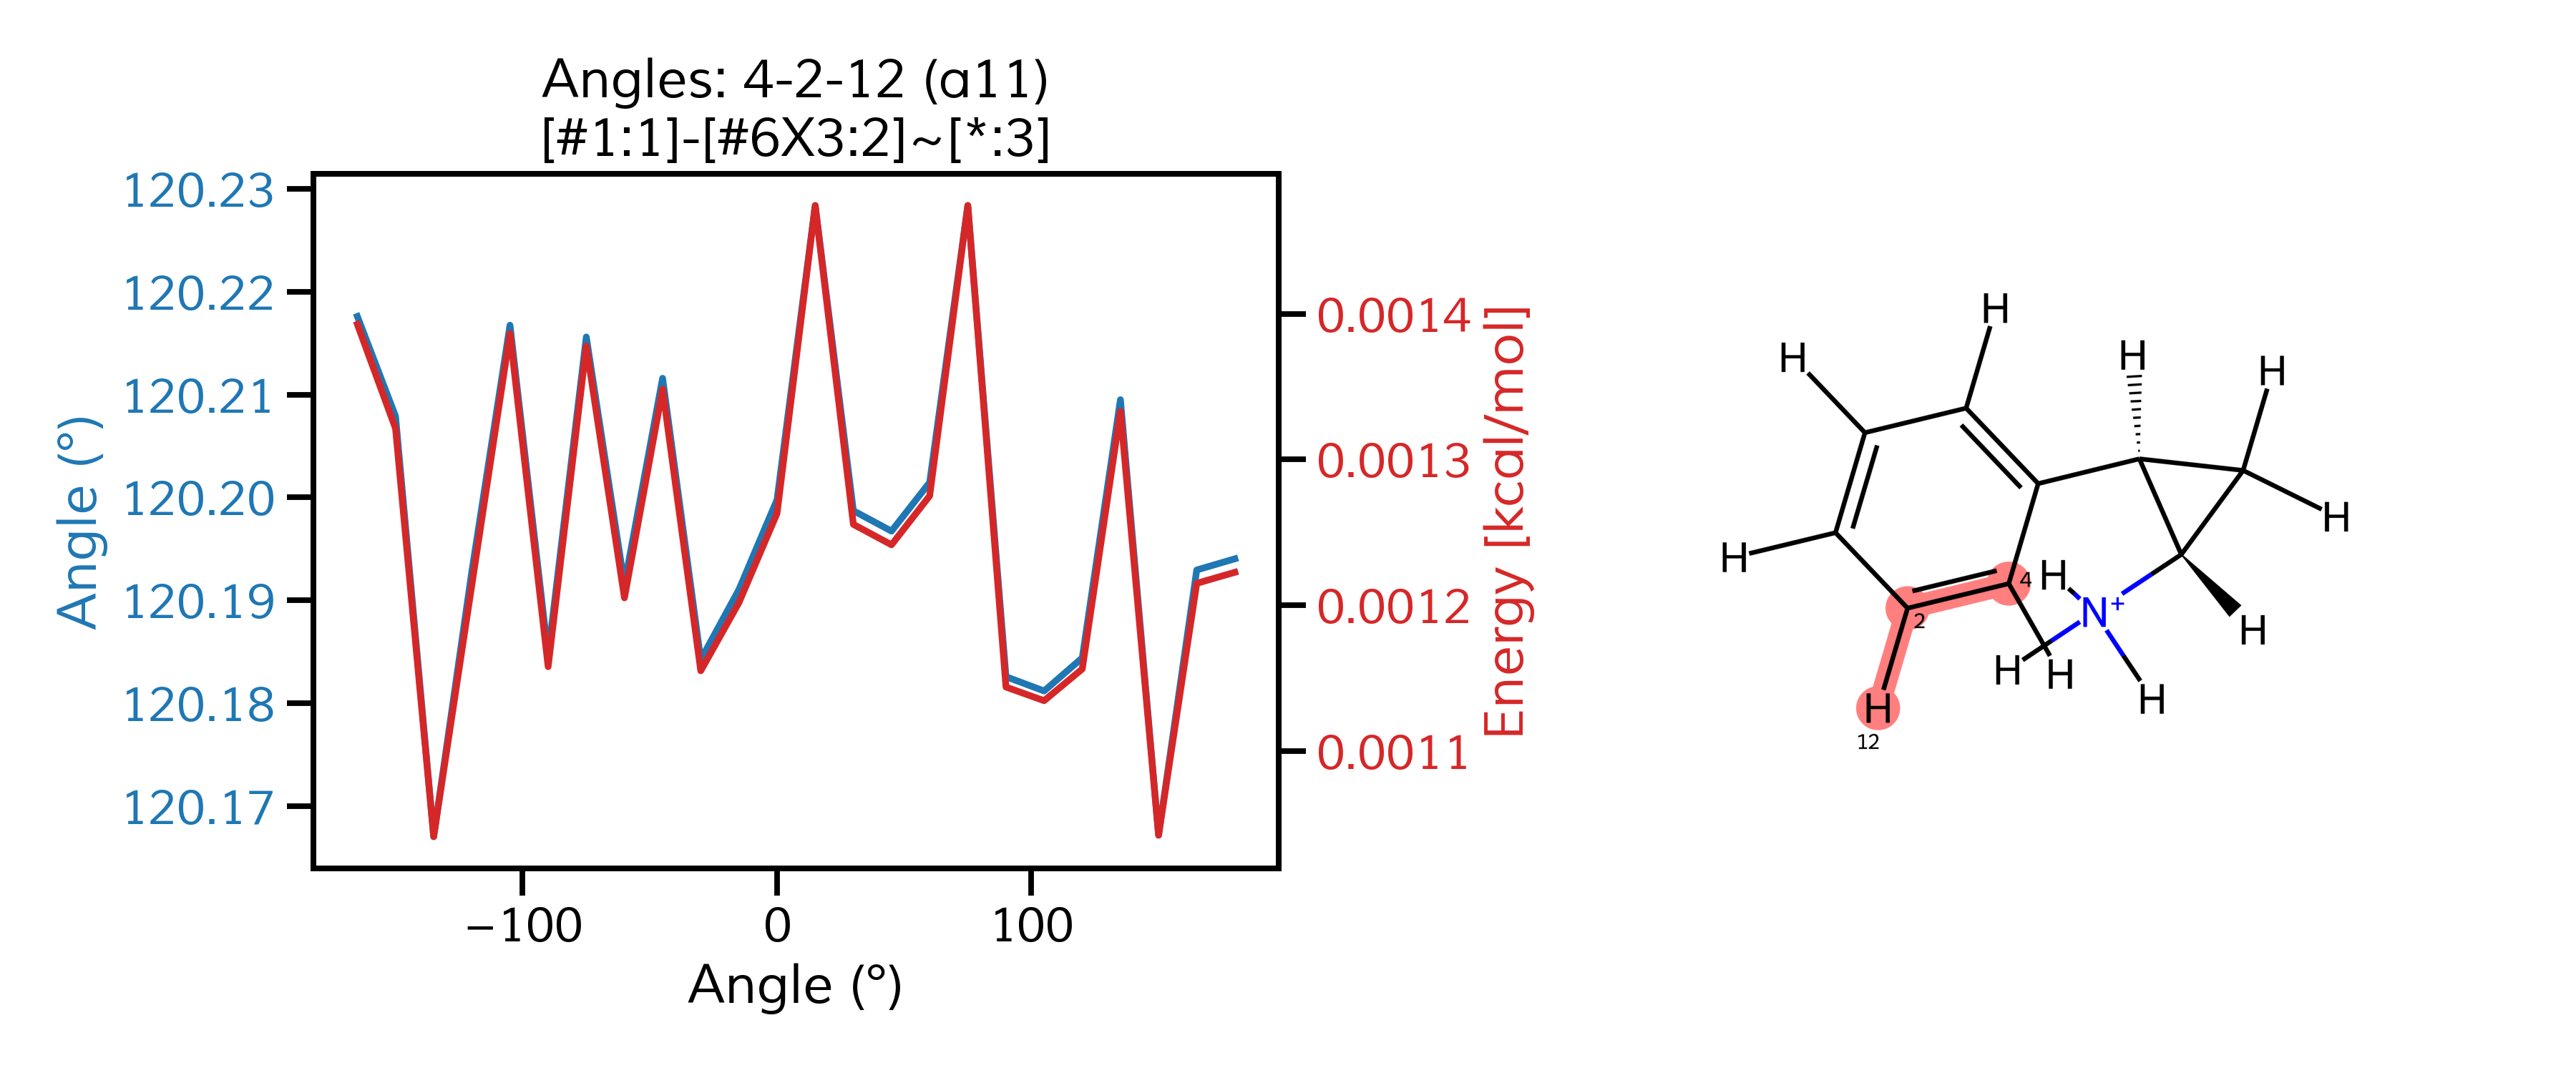 Angles: 4-2-12 (a11)
[#1:1]-[#6X3:2]~[*:3]
120.23
120.22
120.21
120.20
120.19
120.18
120.17
Angle (°)
0.0014
0.0013
0.0012
0.0011
Energy [kcal/mol]
−100 0 100
Angle (°)
H
H
H
H
H
H
H
4
H
2
N+
H
H
H
H
H
12